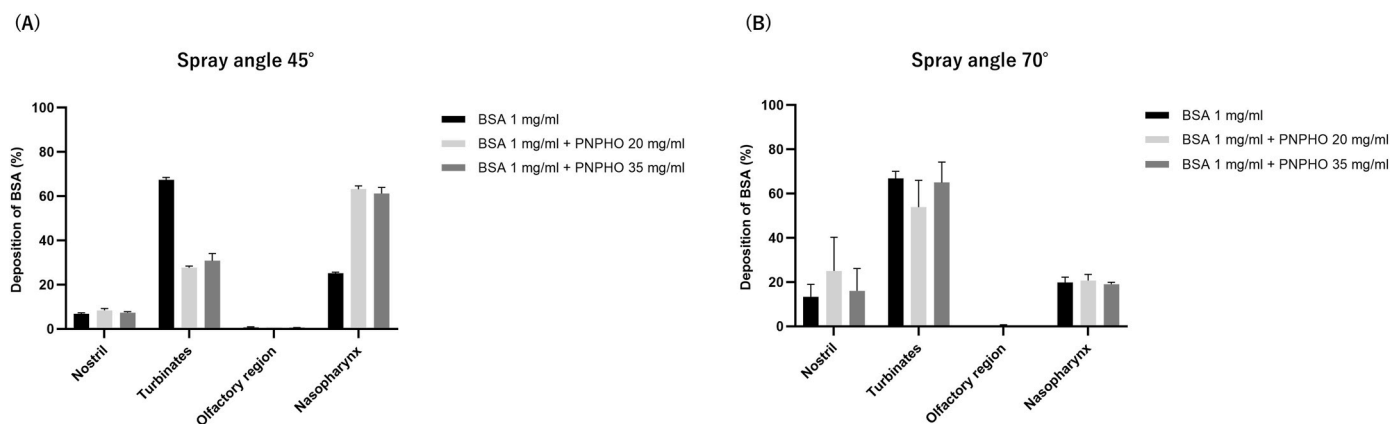 (A)
Spray angle 45°
Deposition of BSA (%)
100
80
60
40
20
0
Nostril
Turbinates
Olfactory region
Nasopharynx
BSA 1 mg/ml
BSA 1 mg/ml + PNPHO 20 mg/ml
BSA 1 mg/ml + PNPHO 35 mg/ml
(B)
Spray angle 70°
Deposition of BSA (%)
100
80
60
40
20
0
Nostril
Turbinates
Olfactory region
Nasopharynx
BSA 1 mg/ml
BSA 1 mg/ml + PNPHO 20 mg/ml
BSA 1 mg/ml + PNPHO 35 mg/ml